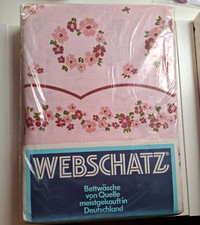 WEBSCHATZ
Bettwäsche
von Quelle
meistgekauft in
Deutschland